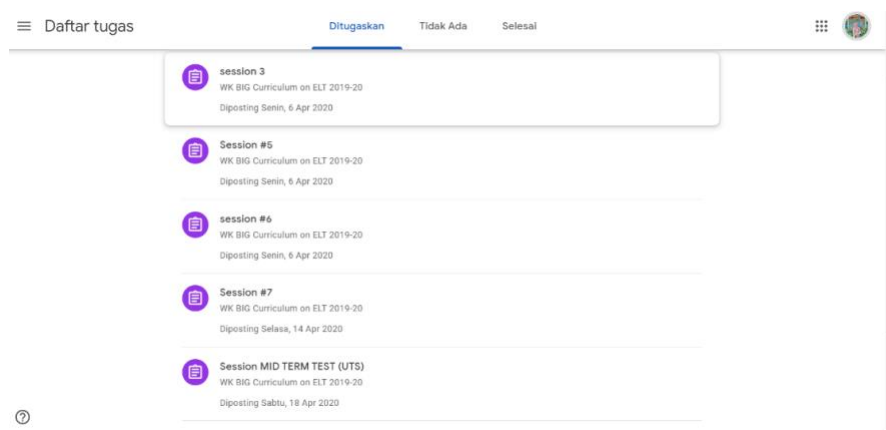 Daftar tugas
Ditugaskan Tidak Ada Selesai
session 3
WK BIG Curriculum on ELT 2019-20
Diposting Senin, 6 Apr 2020
Session #5
WK BIG Curriculum on ELT 2019-20
Diposting Senin, 6 Apr 2020
session #6
WK BIG Curriculum on ELT 2019-20
Diposting Senin, 6 Apr 2020
Session #7
WK BIG Curriculum on ELT 2019-20
Diposting Selasa, 14 Apr 2020
Session MID TERM TEST (UTS)
WK BIG Curriculum on ELT 2019-20
Diposting Sabtu, 18 Apr 2020